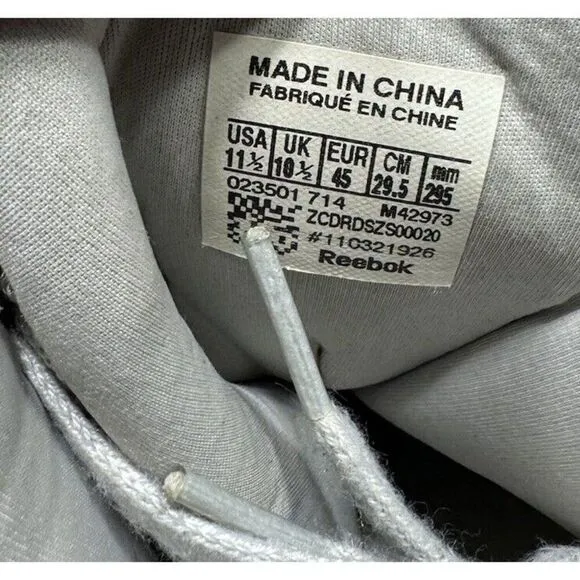 MADE IN CHINA
FABRIQUÉ EN CHINE
USA UK EUR CM mm
11½ 10½ 45 29.5 295
023501 714 M42973
ZCDRDSZS00020
#110321926
Reebok